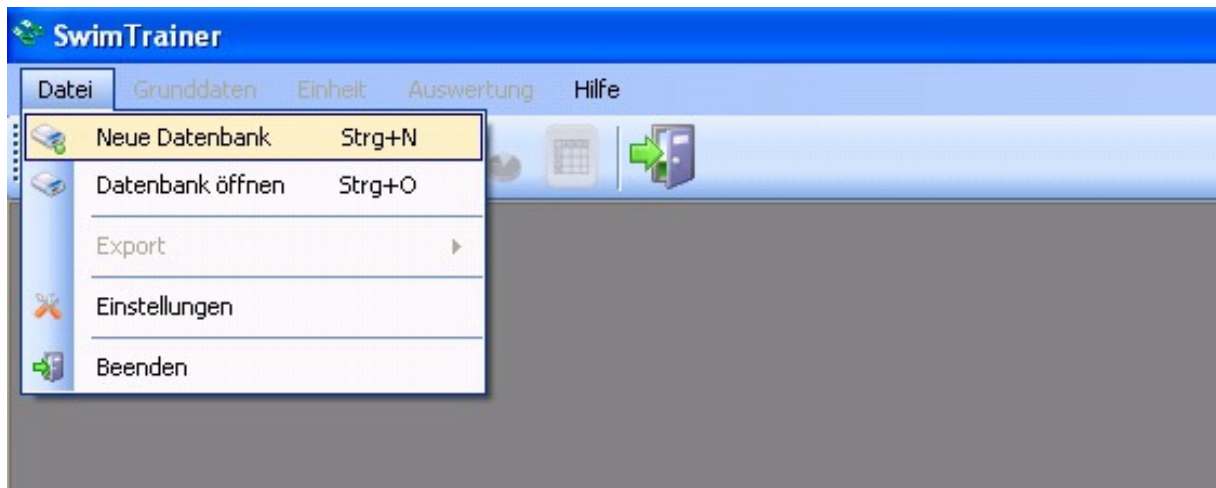 SwimTrainer
Datei Grunddaten Einheit Auswertung Hilfe
Neue Datenbank Strg+N
Datenbank öffnen Strg+O
Export
Einstellungen
Beenden